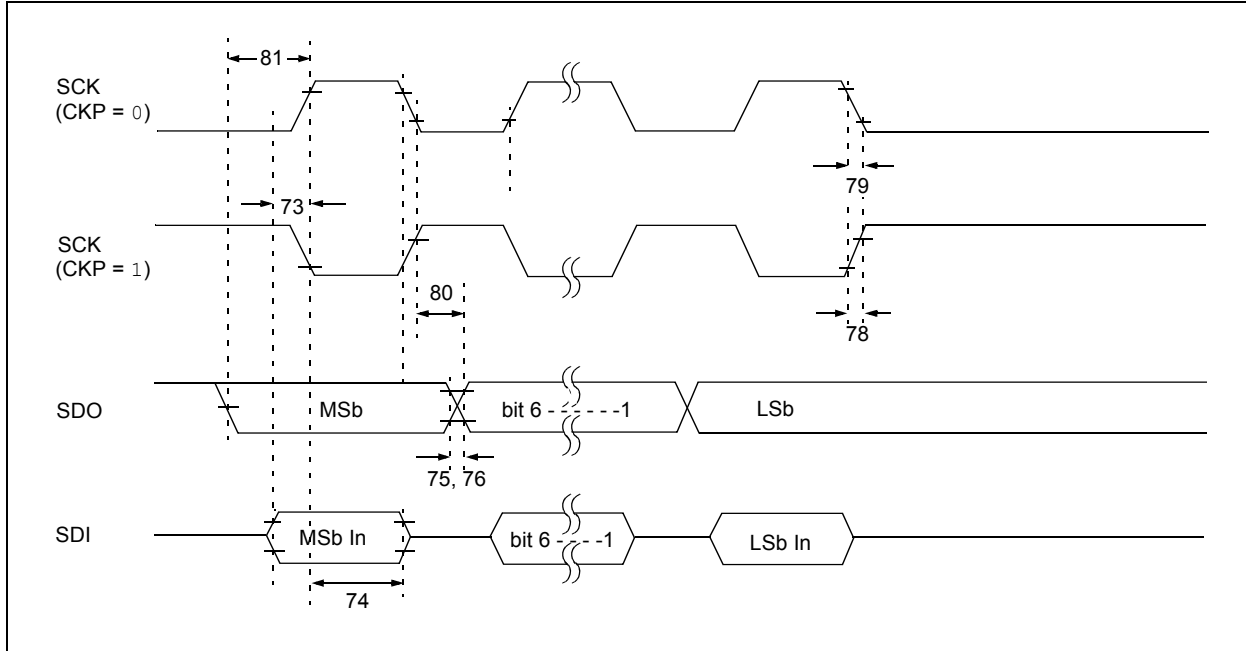 81
SCK
(CKP = 0)
79
73
SCK
(CKP = 1)
80
78
SDO
MSb
bit 6 - - - - - - -1
LSb
75, 76
SDI
MSb In
bit 6 - - - - -1
LSb In
74